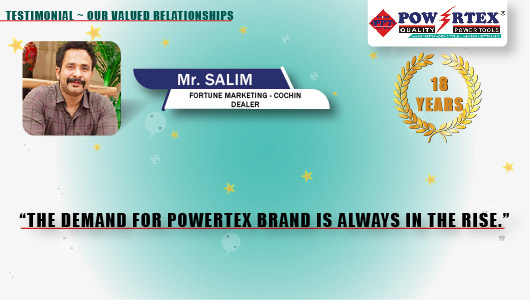 TESTIMONIAL ~ OUR VALUED RELATIONSHIPS
PPT POWERTEX
QUALITY POWER TOOLS
Mr. SALIM
FORTUNE MARKETING - COCHIN
DEALER
18
YEARS
“THE DEMAND FOR POWERTEX BRAND IS ALWAYS IN THE RISE.”
”